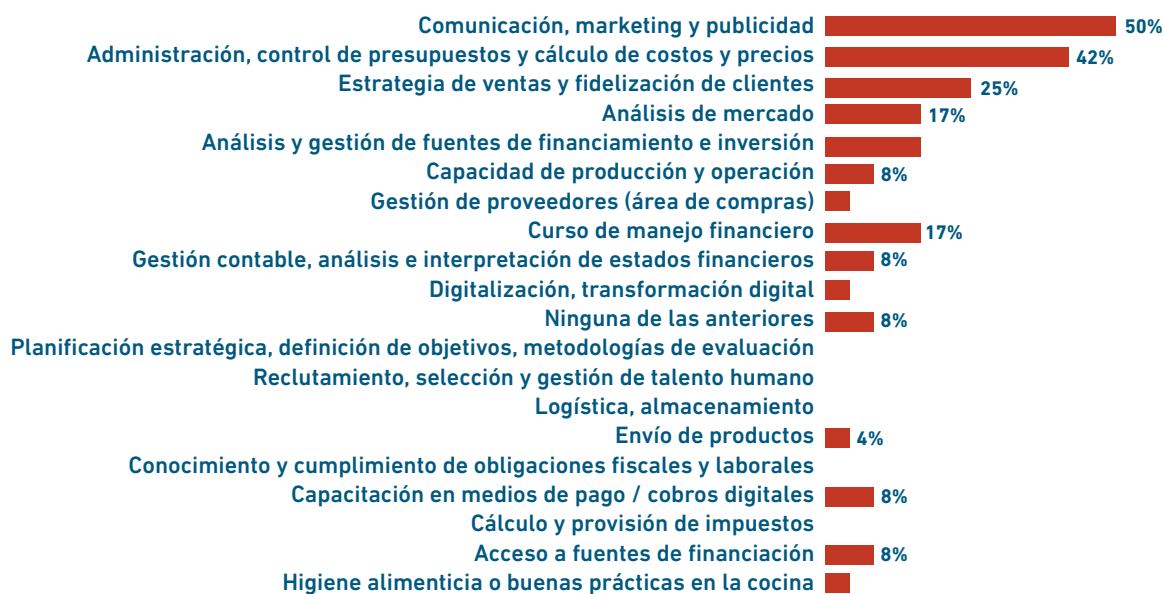 Comunicación, marketing y publicidad 50%
Administración, control de presupuestos y cálculo de costos y precios 42%
Estrategia de ventas y fidelización de clientes 25%
Análisis de mercado 17%
Análisis y gestión de fuentes de financiamiento e inversión
Capacidad de producción y operación 8%
Gestión de proveedores (área de compras)
Curso de manejo financiero 17%
Gestión contable, análisis e interpretación de estados financieros 8%
Digitalización, transformación digital
Ninguna de las anteriores 8%
Planificación estratégica, definición de objetivos, metodologías de evaluación
Reclutamiento, selección y gestión de talento humano
Logística, almacenamiento
Envío de productos 4%
Conocimiento y cumplimiento de obligaciones fiscales y laborales
Capacitación en medios de pago / cobros digitales 8%
Cálculo y provisión de impuestos
Acceso a fuentes de financiación 8%
Higiene alimenticia o buenas prácticas en la cocina